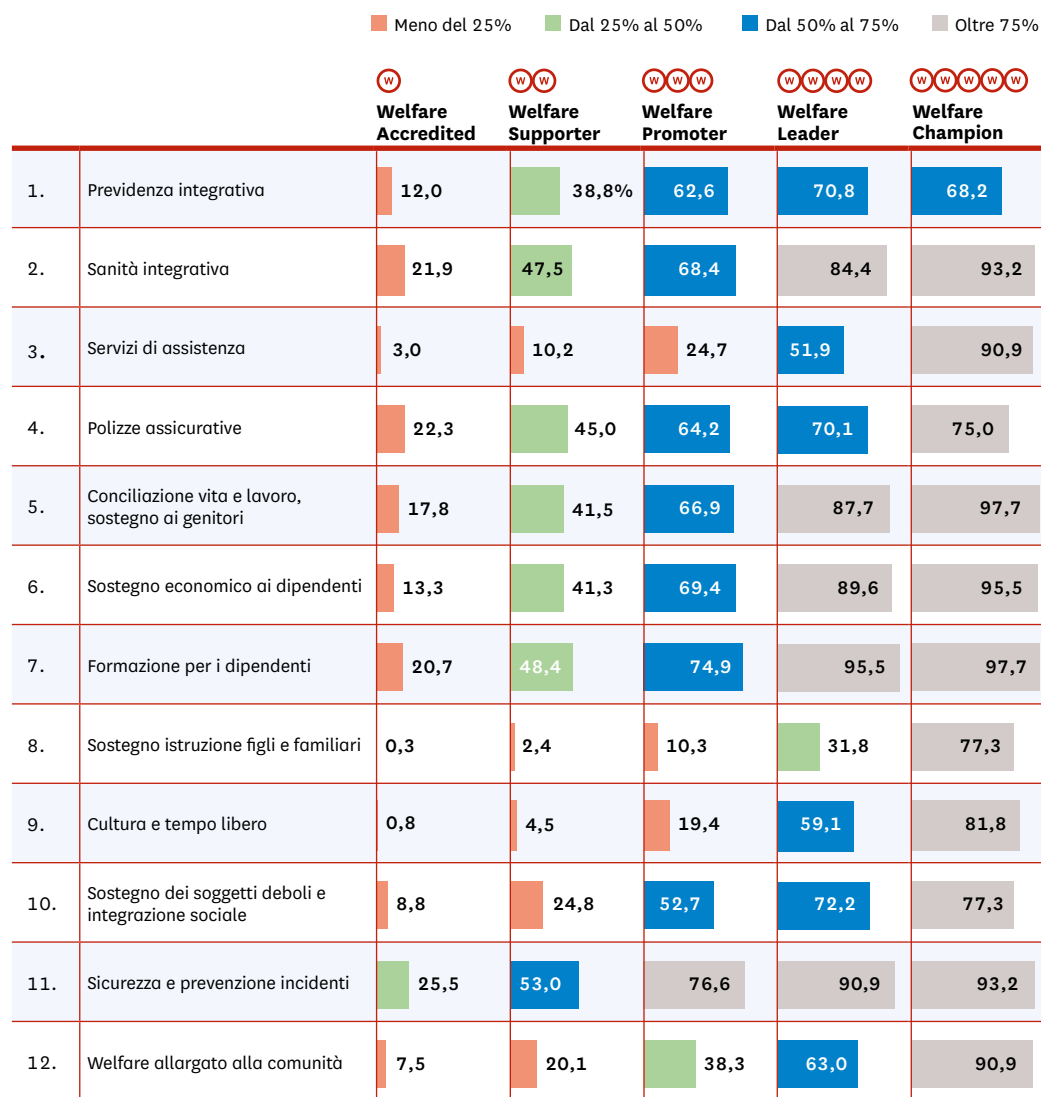 Meno del 25% Dal 25% al 50% Dal 50% al 75% Oltre 75%
W W W W W W W W W W W W W W W
Welfare Welfare Welfare Welfare Welfare
Accredited Supporter Promoter Leader Champion
1. Previdenza integrativa 12,0 38,8% 62,6 70,8 68,2
2. Sanità integrativa 21,9 47,5 68,4 84,4 93,2
3. Servizi di assistenza 3,0 10,2 24,7 51,9 90,9
4. Polizze assicurative 22,3 45,0 64,2 70,1 75,0
5. Conciliazione vita e lavoro,
sostegno ai genitori 17,8 41,5 66,9 87,7 97,7
6. Sostegno economico ai dipendenti 13,3 41,3 69,4 89,6 95,5
7. Formazione per i dipendenti 20,7 48,4 74,9 95,5 97,7
8. Sostegno istruzione figli e familiari 0,3 2,4 10,3 31,8 77,3
9. Cultura e tempo libero 0,8 4,5 19,4 59,1 81,8
10. Sostegno dei soggetti deboli e
integrazione sociale 8,8 24,8 52,7 72,2 77,3
11. Sicurezza e prevenzione incidenti 25,5 53,0 76,6 90,9 93,2
12. Welfare allargato alla comunità 7,5 20,1 38,3 63,0 90,9